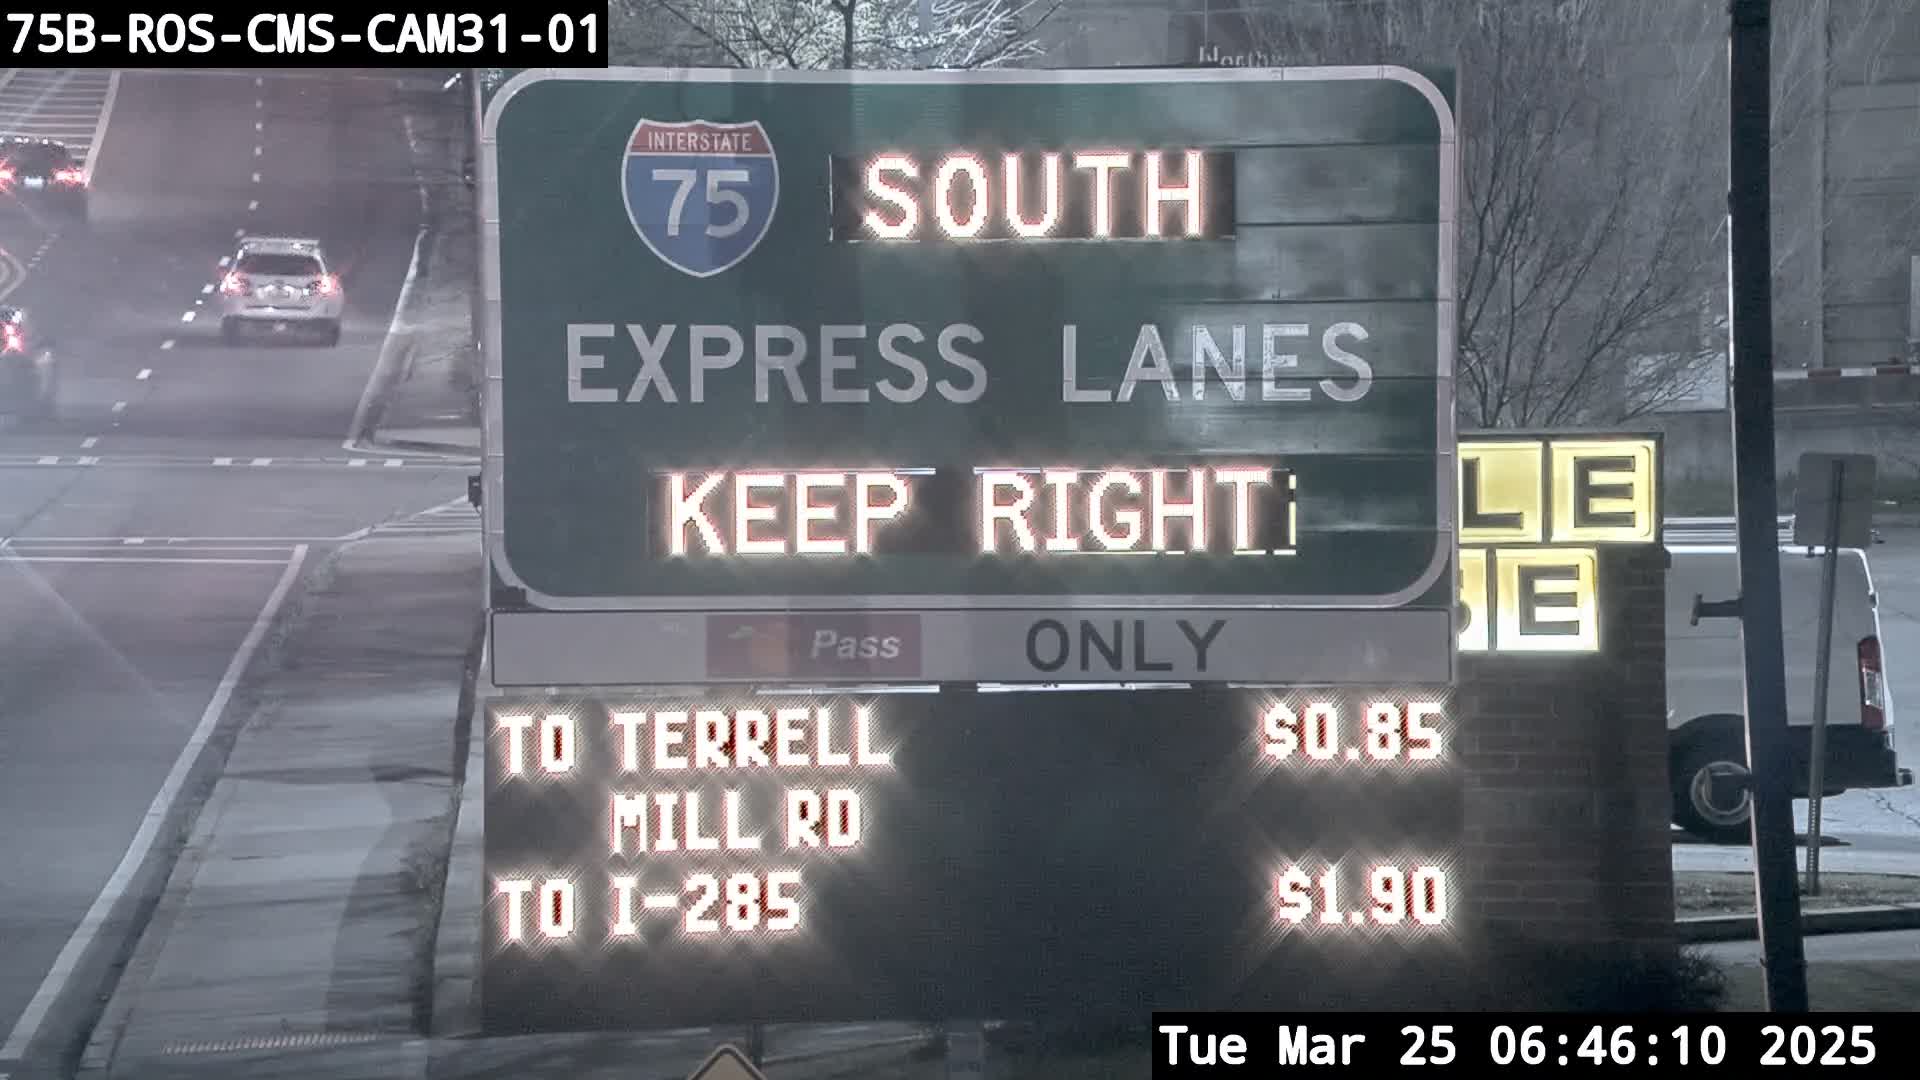 75B-ROS-CMS-CAM31-01
INTERSTATE
75
SOUTH
EXPRESS LANES
KEEP RIGHT
Pass ONLY
TO TERRELL $0.85
MILL RD
TO I-285 $1.90
LE
E
Tue Mar 25 06:46:10 2025